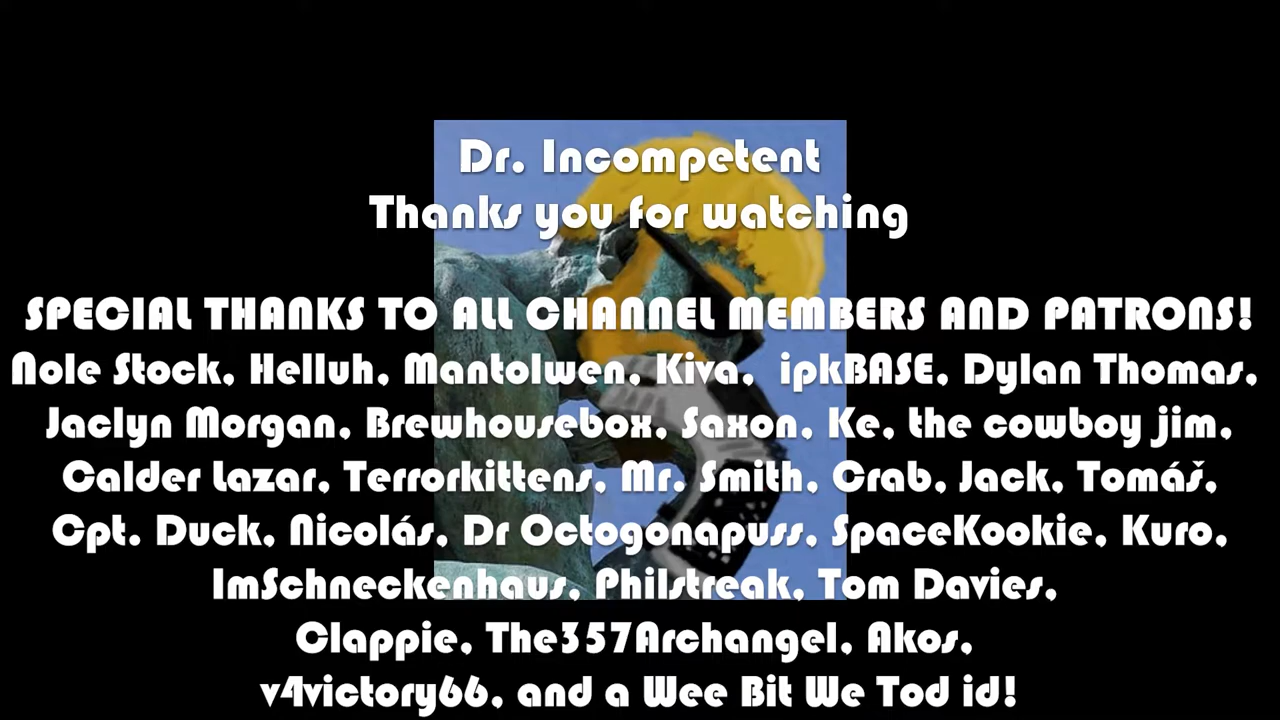 Dr. Incompetent
Thanks you for watching
SPECIAL THANKS TO ALL CHANNEL MEMBERS AND PATRONS!
Nole Stock, Helluh, Mantolwen, Kiva, ipkBASE, Dylan Thomas,
Jaclyn Morgan, Brewhousebox, Saxon, Ke, the cowboy jim,
Calder Lazar, Terrorkittens, Mr. Smith, Crab, Jack, Tomáš,
Cpt. Duck, Nicolás, Dr Octogonapuss, SpaceKookie, Kuro,
ImSchneckenhaus, Philstreak, Tom Davies,
Clappie, The357Archangel, Akos,
v4victory66, and a Wee Bit We Tod id!